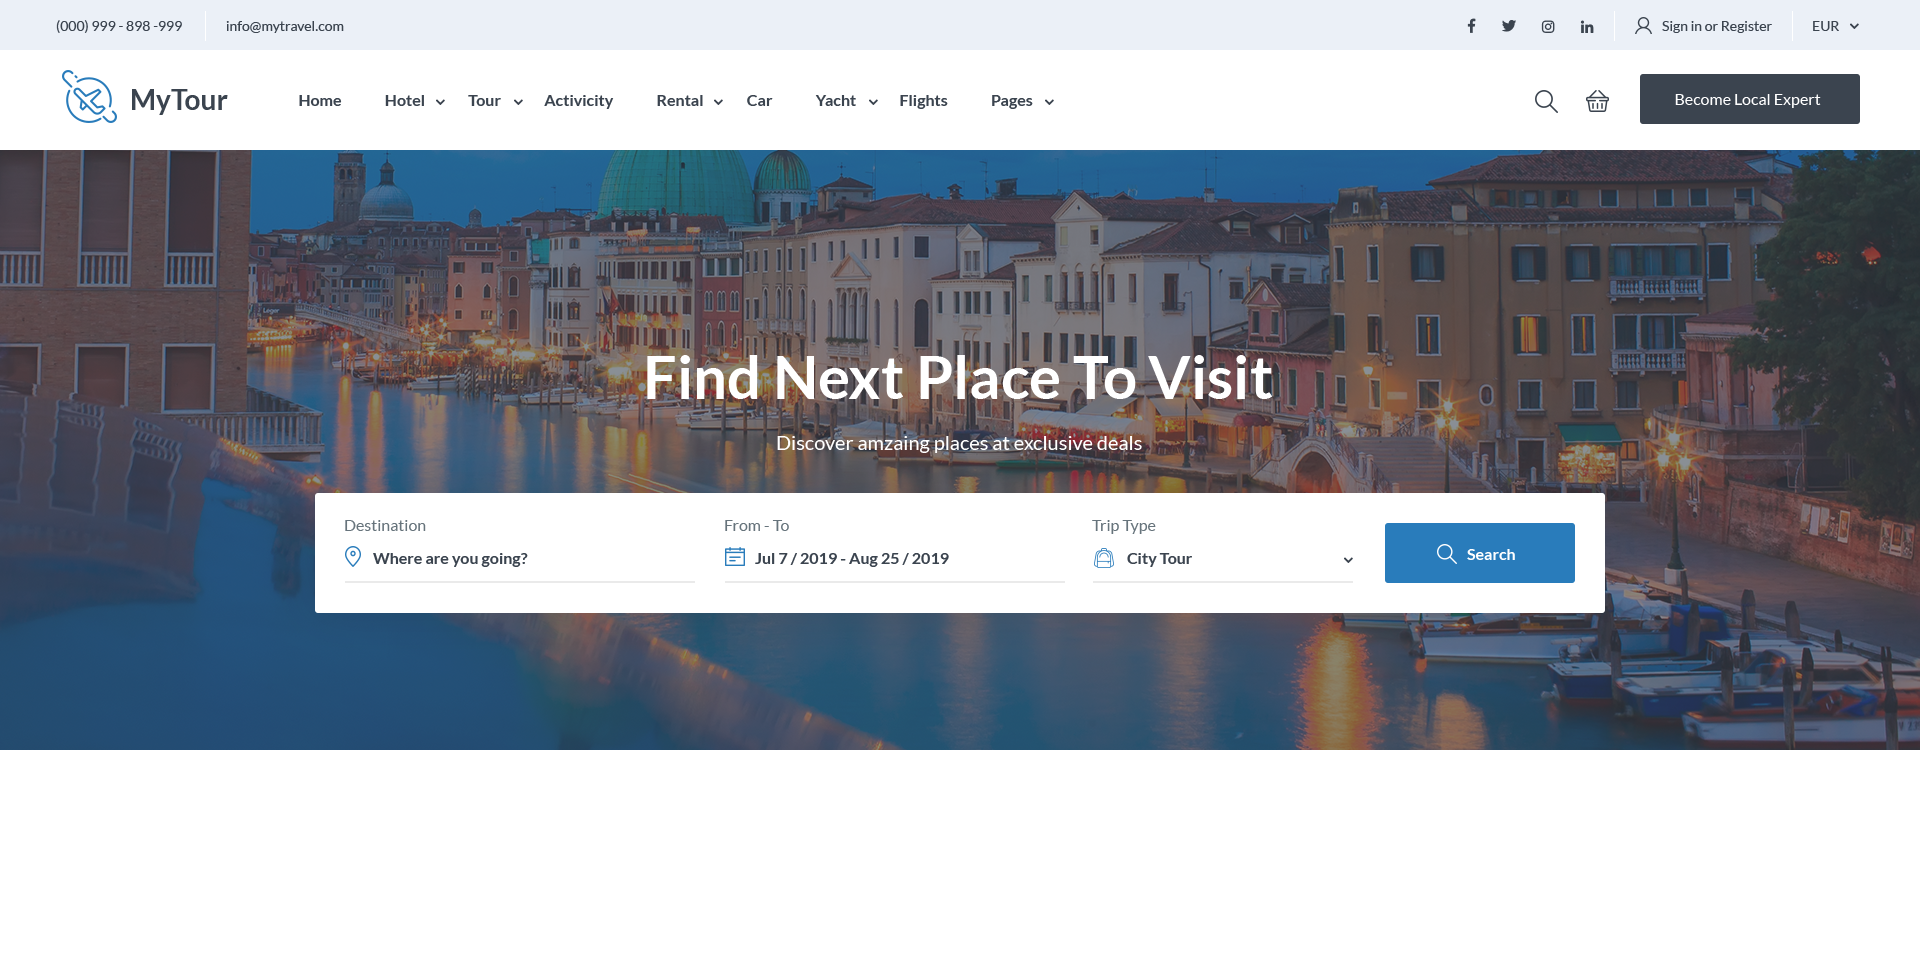 (000) 999 - 898 -999 info@mytravel.com Sign in or Register EUR
MyTour Home Hotel Tour Activicity Rental Car Yacht Flights Pages Become Local Expert
Leger
Find Next Place To Visit
Discover amzaing places at exclusive deals
Destination From - To Trip Type
Where are you going? Jul 7 / 2019 - Aug 25 / 2019 City Tour Search